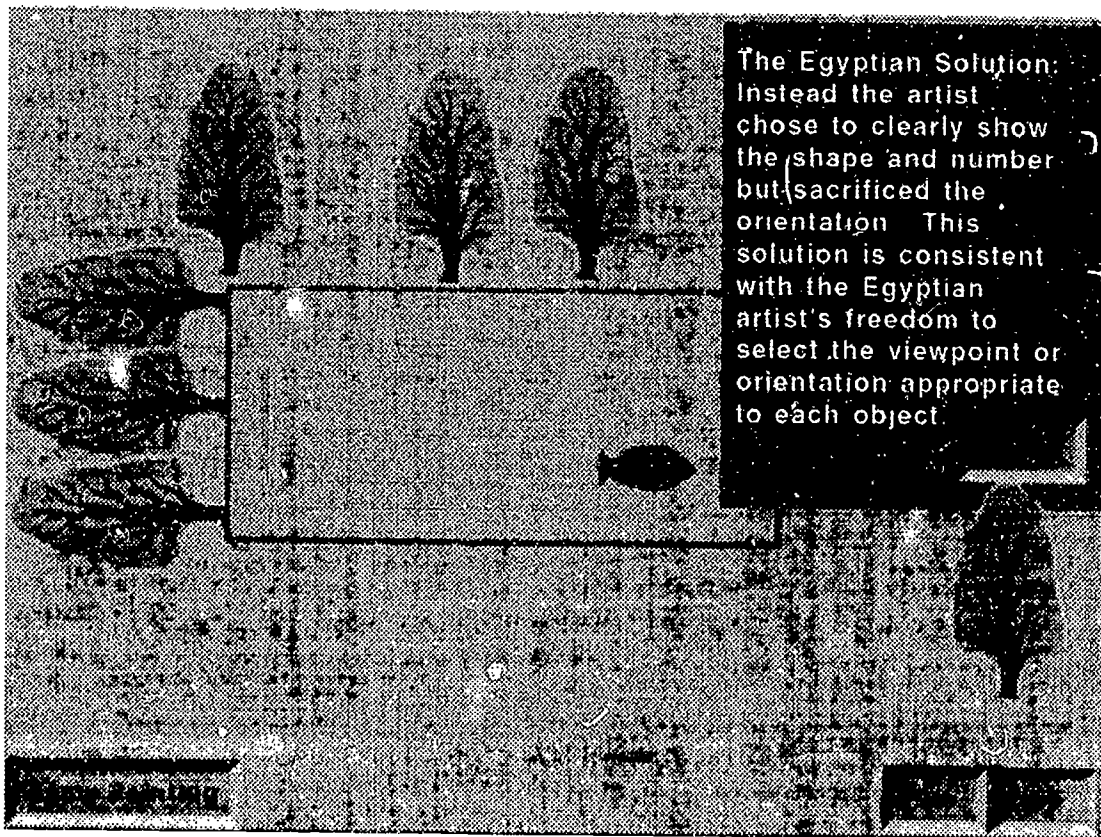 The Egyptian Solution:
Instead the artist
chose to clearly show
the shape and number
but sacrificed the
orientation This
solution is consistent
with the Egyptian
artist's freedom to
select the viewpoint or
orientation appropriate
to each object.